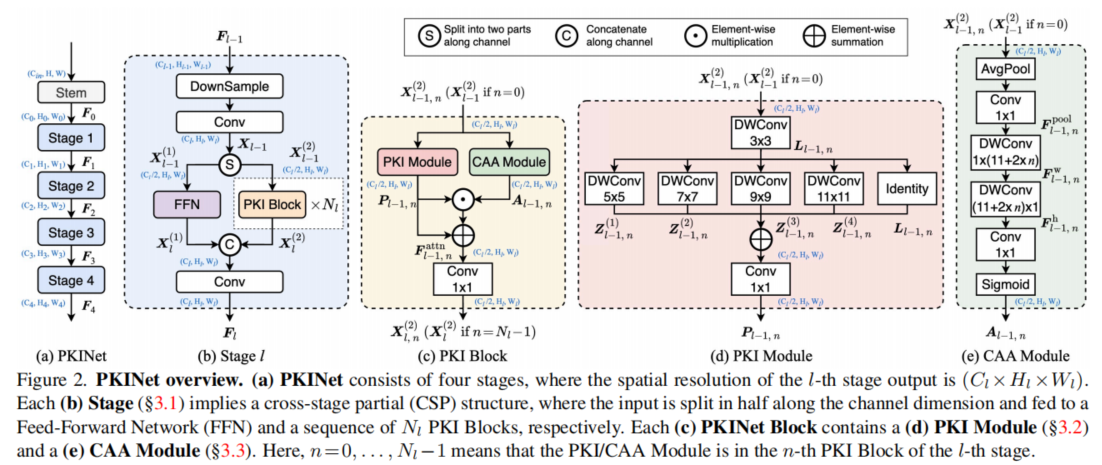 Split into two parts along channel
Concatenate along channel
Element-wise multiplication
Element-wise summation
S
C
(C_in, H, W)
Stem
(C_0, H_0, W_0) F_0
Stage 1
(C_1, H_1, W_1) F_1
Stage 2
(C_2, H_2, W_2) F_2
Stage 3
(C_3, H_3, W_3) F_3
Stage 4
(C_4, H_4, W_4) F_4
(a) PKINet
F_{l-1}
(C_{l-1}, H_{l-1}, W_{l-1})
DownSample
Conv
(C_l, H_l, W_l) X_{l-1}
X_{l-1}^{(1)} S X_{l-1}^{(2)}
(C_l/2, H_l, W_l) (C_l/2, H_l, W_l)
FFN PKI Block ×N_l
X_l^{(1)} C X_l^{(2)}
(C_l, H_l, W_l)
Conv
(C_l, H_l, W_l)
F_l
(b) Stage l
X_{l-1, n}^{(2)} (X_{l-1}^{(2)} if n=0)
(C_l/2, H_l, W_l)
PKI Module CAA Module
(C_l/2, H_l, W_l) (C_l/2, H_l, W_l)
P_{l-1, n} A_{l-1, n}
F_{l-1, n}^{attn} (C_l/2, H_l, W_l)
Conv
1x1
(C_l/2, H_l, W_l)
X_{l, n}^{(2)} (X_l^{(2)} if n=N_l-1)
(c) PKI Block
X_{l-1, n}^{(2)} (X_{l-1}^{(2)} if n=0)
(C_l/2, H_l, W_l)
DWConv
3x3
L_{l-1, n}
DWConv DWConv DWConv DWConv Identity
5x5 7x7 9x9 11x11
Z_{l-1, n}^{(1)} Z_{l-1, n}^{(2)} Z_{l-1, n}^{(3)} Z_{l-1, n}^{(4)} L_{l-1, n}
(C_l/2, H_l, W_l)
Conv
1x1
(C_l/2, H_l, W_l)
P_{l-1, n}
(d) PKI Module
X_{l-1, n}^{(2)} (X_{l-1}^{(2)} if n=0)
(C_l/2, H_l, W_l)
AvgPool
Conv
1x1
F_{l-1, n}^{pool}
DWConv
1x(11+2×n)
F_{l-1, n}^{w}
DWConv
(11+2×n)x1
F_{l-1, n}^{h}
Conv
1x1
Sigmoid
(C_l/2, H_l, W_l)
A_{l-1, n}
(e) CAA Module
Figure 2. PKINet overview. (a) PKINet consists of four stages, where the spatial resolution of the l-th stage output is (C_l×H_l×W_l).
Each (b) Stage (§3.1) implies a cross-stage partial (CSP) structure, where the input is split in half along the channel dimension and fed to a
Feed-Forward Network (FFN) and a sequence of N_l PKI Blocks, respectively. Each (c) PKINet Block contains a (d) PKI Module (§3.2)
and a (e) CAA Module (§3.3). Here, n=0, . . . , N_l-1 means that the PKI/CAA Module is in the n-th PKI Block of the l-th stage.